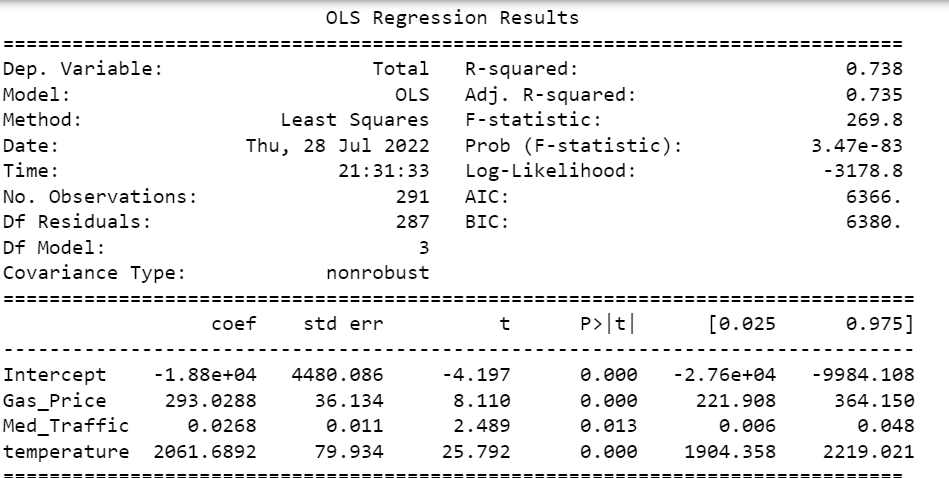 OLS Regression Results
==============================================================================
Dep. Variable: Total R-squared: 0.738
Model: OLS Adj. R-squared: 0.735
Method: Least Squares F-statistic: 269.8
Date: Thu, 28 Jul 2022 Prob (F-statistic): 3.47e-83
Time: 21:31:33 Log-Likelihood: -3178.8
No. Observations: 291 AIC: 6366.
Df Residuals: 287 BIC: 6380.
Df Model: 3
Covariance Type: nonrobust
===============================================================================
coef std err t P>|t| [0.025 0.975]
-------------------------------------------------------------------------------
Intercept -1.88e+04 4480.086 -4.197 0.000 -2.76e+04 -9984.108
Gas_Price 293.0288 36.134 8.110 0.000 221.908 364.150
Med_Traffic 0.0268 0.011 2.489 0.013 0.006 0.048
temperature 2061.6892 79.934 25.792 0.000 1904.358 2219.021
==============================================================================